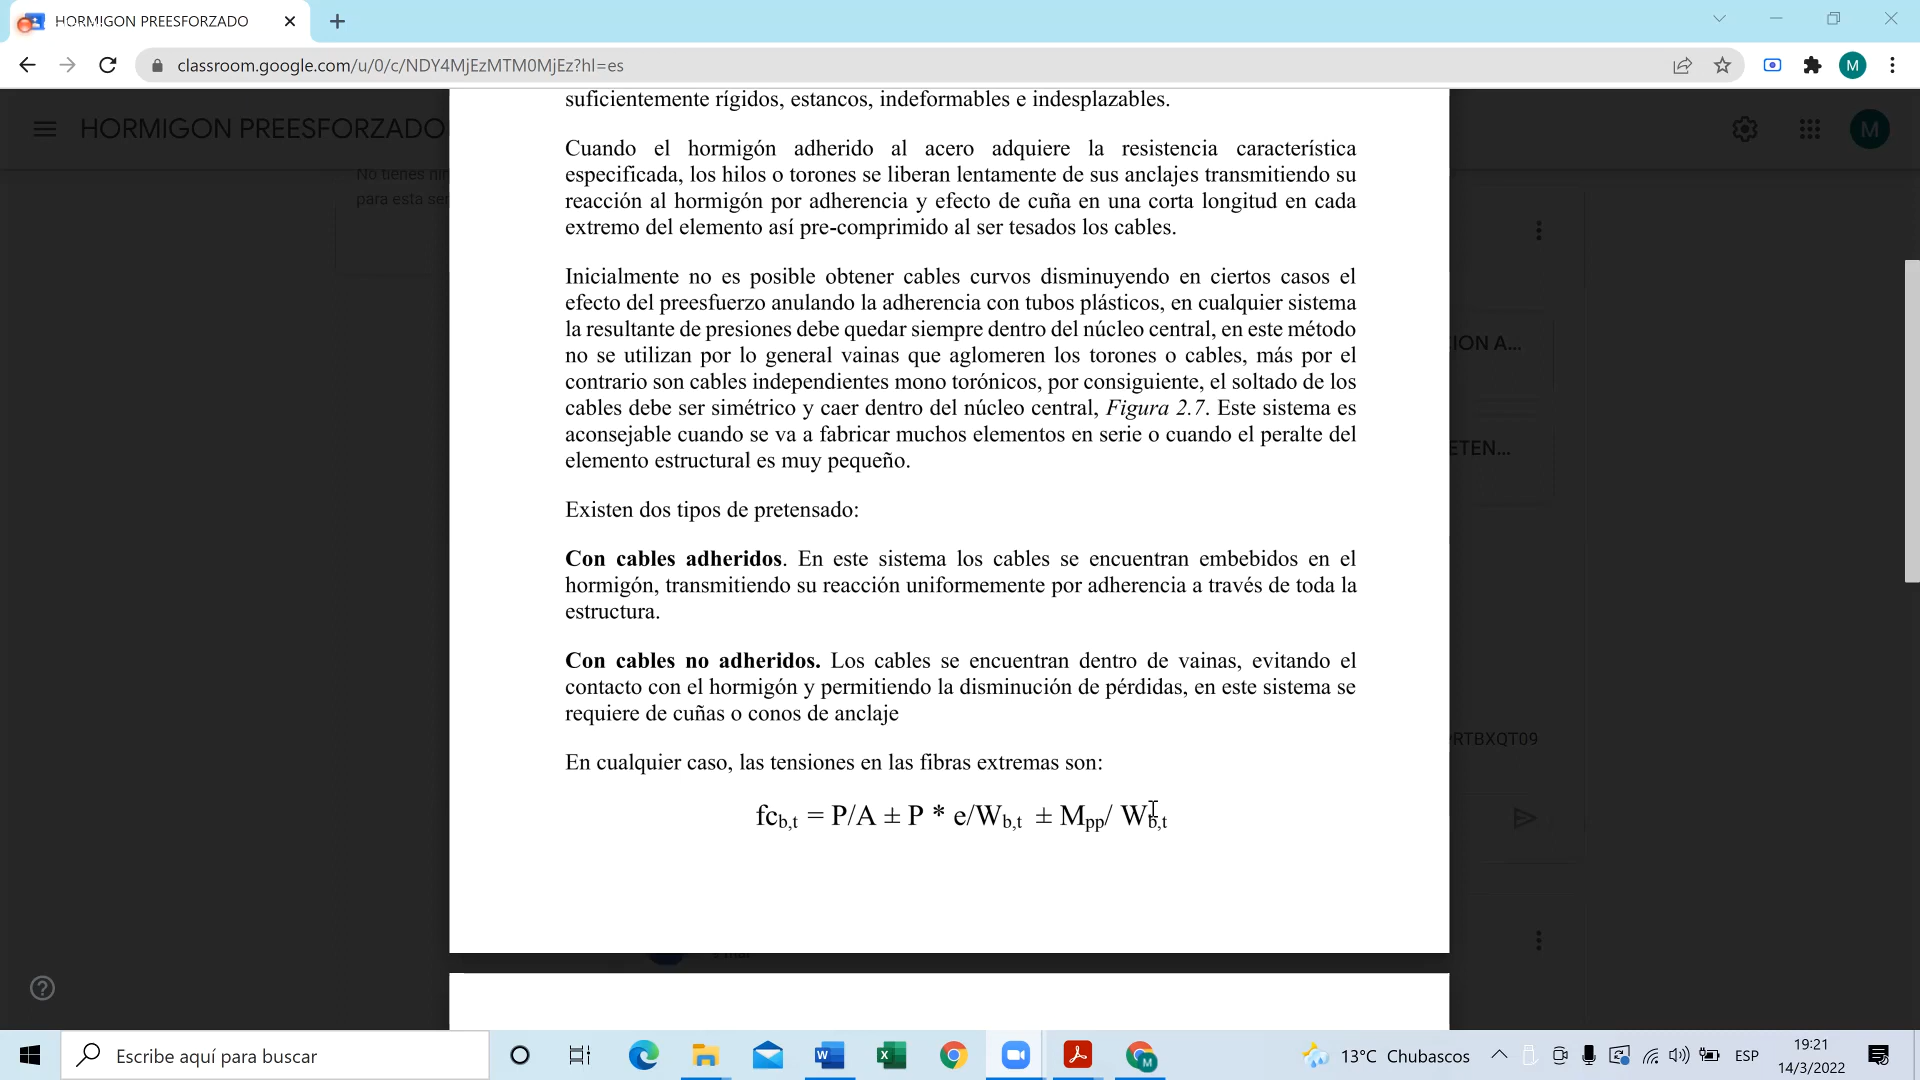 HORMIGON PREESFORZADO
classroom.google.com/u/0/c/NDY4MjEzMTM0MjEz?hl=es
M
HORMIGON PREESFORZADO
M
No tienes nin
para esta se
suficientemente rígidos, estancos, indeformables e indesplazables.
Cuando el hormigón adherido al acero adquiere la resistencia característica
especificada, los hilos o torones se liberan lentamente de sus anclajes transmitiendo su
reacción al hormigón por adherencia y efecto de cuña en una corta longitud en cada
extremo del elemento así pre-comprimido al ser tesados los cables.
Inicialmente no es posible obtener cables curvos disminuyendo en ciertos casos el
efecto del preesfuerzo anulando la adherencia con tubos plásticos, en cualquier sistema
la resultante de presiones debe quedar siempre dentro del núcleo central, en este método
no se utilizan por lo general vainas que aglomeren los torones o cables, más por el
contrario son cables independientes mono torónicos, por consiguiente, el soltado de los
cables debe ser simétrico y caer dentro del núcleo central, Figura 2.7. Este sistema es
aconsejable cuando se va a fabricar muchos elementos en serie o cuando el peralte del
elemento estructural es muy pequeño.
ION A...
ETEN...
Existen dos tipos de pretensado:
Con cables adheridos. En este sistema los cables se encuentran embebidos en el
hormigón, transmitiendo su reacción uniformemente por adherencia a través de toda la
estructura.
Con cables no adheridos. Los cables se encuentran dentro de vainas, evitando el
contacto con el hormigón y permitiendo la disminución de pérdidas, en este sistema se
requiere de cuñas o conos de anclaje
RTBXQT09
En cualquier caso, las tensiones en las fibras extremas son:
fcb,t = P/A ± P * e/Wb,t ± Mpp/ Wb,t
Escribe aquí para buscar
13°C Chubascos
ESP
19:21
14/3/2022